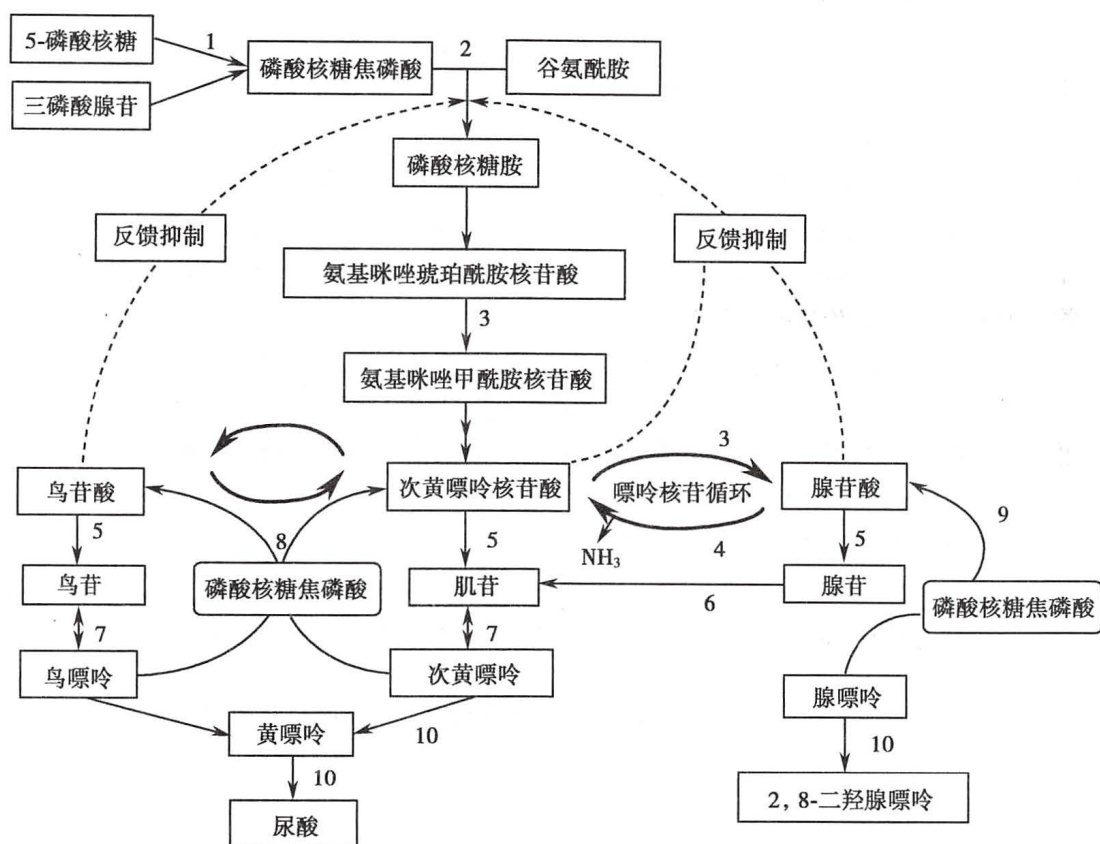 5-磷酸核糖
1
三磷酸腺苷
磷酸核糖焦磷酸
2
谷氨酰胺
磷酸核糖胺
反馈抑制
反馈抑制
氨基咪唑琥珀酰胺核苷酸
3
氨基咪唑甲酰胺核苷酸
鸟苷酸
次黄嘌呤核苷酸
3
嘌呤核苷循环
4
NH₃
腺苷酸
5
8
5
5
9
鸟苷
磷酸核糖焦磷酸
肌苷
6
腺苷
磷酸核糖焦磷酸
7
7
鸟嘌呤
次黄嘌呤
腺嘌呤
黄嘌呤
10
10
10
尿酸
2，8-二羟腺嘌呤